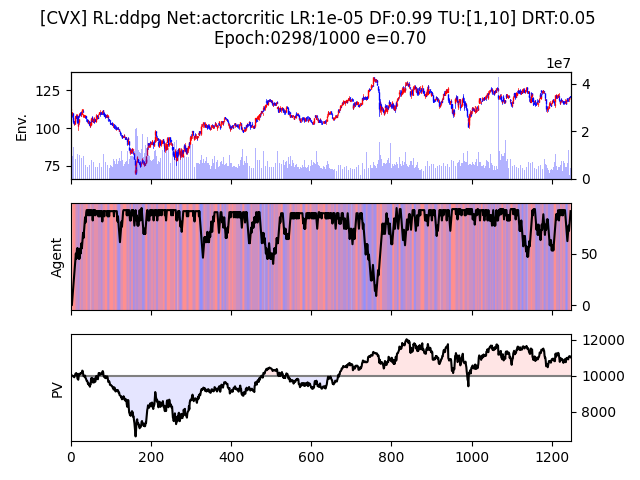 [CVX] RL:ddpg Net:actorcritic LR:1e-05 DF:0.99 TU:[1,10] DRT:0.05
Epoch:0298/1000 e=0.70
1e7
125
100
75
Env.
4
2
0
Agent
50
0
PV
12000
10000
8000
0 200 400 600 800 1000 1200